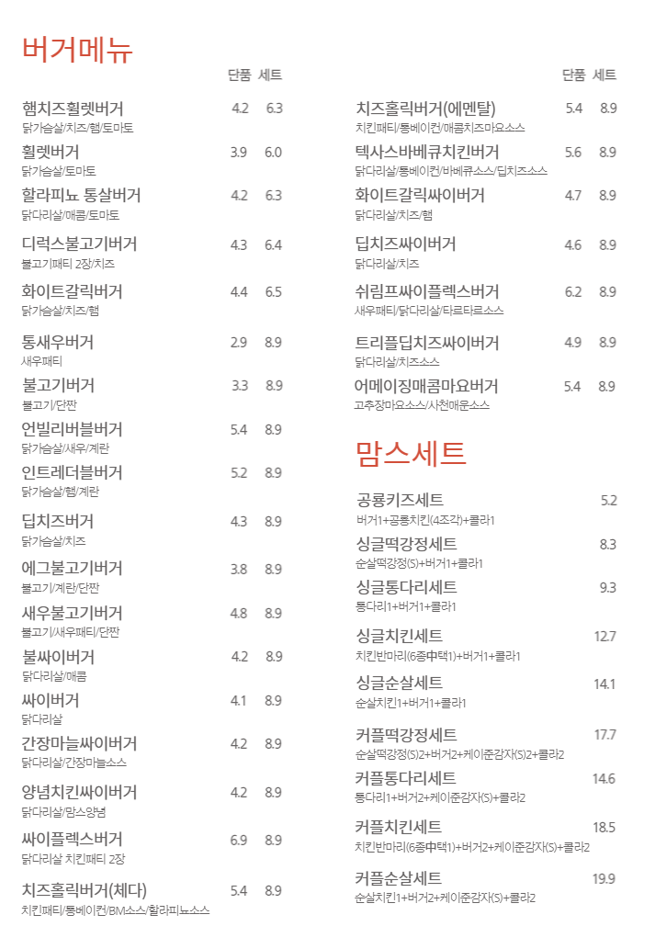 버거메뉴
단품 세트
햄치즈휠렛버거 4.2 6.3
닭가슴살/치즈/햄/토마토
휠렛버거 3.9 6.0
닭가슴살/토마토
할라피뇨 통살버거 4.2 6.3
닭다리살/매콤/토마토
디럭스불고기버거 4.3 6.4
불고기패티 2장/치즈
화이트갈릭버거 4.4 6.5
닭가슴살/치즈/햄
통새우버거 2.9 8.9
새우패티
불고기버거 3.3 8.9
불고기/단짠
언빌리버블버거 5.4 8.9
닭가슴살/새우/계란
인트레더블버거 5.2 8.9
닭가슴살/햄/계란
딥치즈버거 4.3 8.9
닭가슴살/치즈
에그불고기버거 3.8 8.9
불고기/계란/단짠
새우불고기버거 4.8 8.9
불고기/새우패티/단짠
불싸이버거 4.2 8.9
닭다리살/매콤
싸이버거 4.1 8.9
닭다리살
간장마늘싸이버거 4.2 8.9
닭다리살/간장마늘소스
양념치킨싸이버거 4.2 8.9
닭다리살/맘스양념
싸이플렉스버거 6.9 8.9
닭다리살 치킨패티 2장
치즈홀릭버거(체다) 5.4 8.9
치킨패티/통베이컨/BM소스/할라피뇨소스
단품 세트
치즈홀릭버거(에멘탈) 5.4 8.9
치킨패티/통베이컨/매콤치즈마요소스
텍사스바베큐치킨버거 5.6 8.9
닭다리살/통베이컨/바베큐소스/딥치즈소스
화이트갈릭싸이버거 4.7 8.9
닭다리살/치즈/햄
딥치즈싸이버거 4.6 8.9
닭다리살/치즈
쉬림프싸이플렉스버거 6.2 8.9
새우패티/닭다리살/타르타르소스
트리플딥치즈싸이버거 4.9 8.9
닭다리살/치즈소스
어메이징매콤마요버거 5.4 8.9
고추장마요소스/사천매운소스
맘스세트
공룡키즈세트 5.2
버거1+공룡치킨(4조각)+콜라1
싱글떡강정세트 8.3
순살떡강정(S)+버거1+콜라1
싱글통다리세트 9.3
통다리1+버거1+콜라1
싱글치킨세트 12.7
치킨반마리(6종中택1)+버거1+콜라1
싱글순살세트 14.1
순살치킨1+버거1+콜라1
커플떡강정세트 17.7
순살떡강정(S)2+버거2+케이준감자(S)2+콜라2
커플통다리세트 14.6
통다리1+버거2+케이준감자(S)+콜라2
커플치킨세트 18.5
치킨반마리(6종中택1)+버거2+케이준감자(S)+콜라2
커플순살세트 19.9
순살치킨1+버거2+케이준감자(S)+콜라2